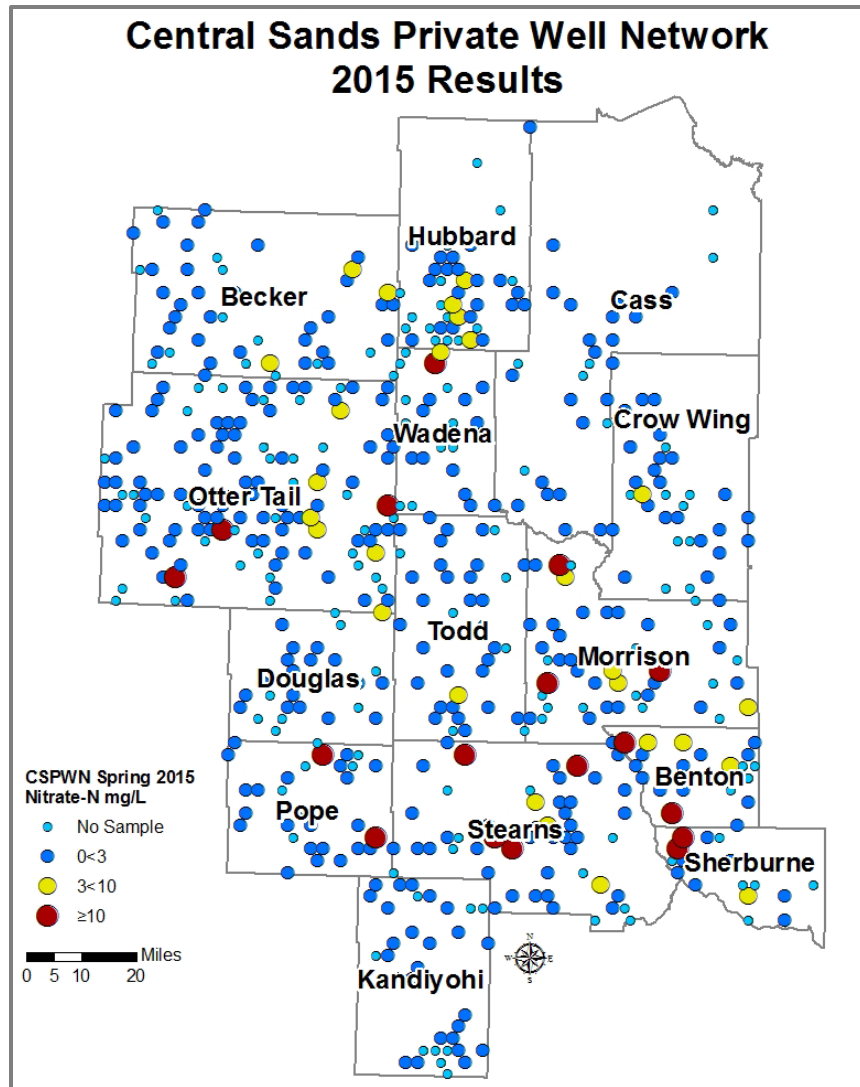 Central Sands Private Well Network
2015 Results
Hubbard
Becker
Cass
Crow Wing
Wadena
Otter Tail
Todd
Morrison
Douglas
Benton
Pope
Stearns
Sherburne
Kandiyohi
CSPWN Spring 2015
Nitrate-N mg/L
No Sample
0<3
3<10
≥10
Miles
0 5 10 20
N
W E
S